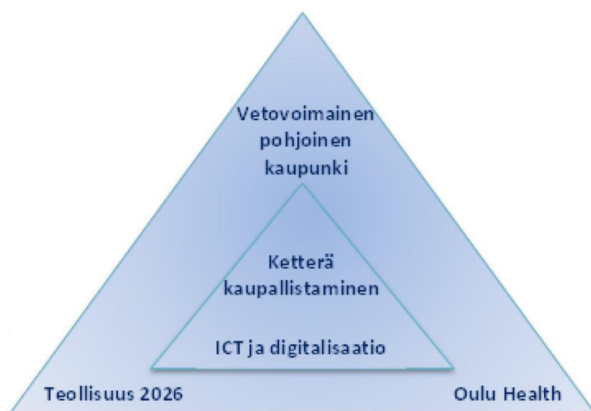 Vetovoimainen
pohjoinen
kaupunki
Ketterä
kaupallistaminen
ICT ja digitalisaatio
Teollisuus 2026
Oulu Health